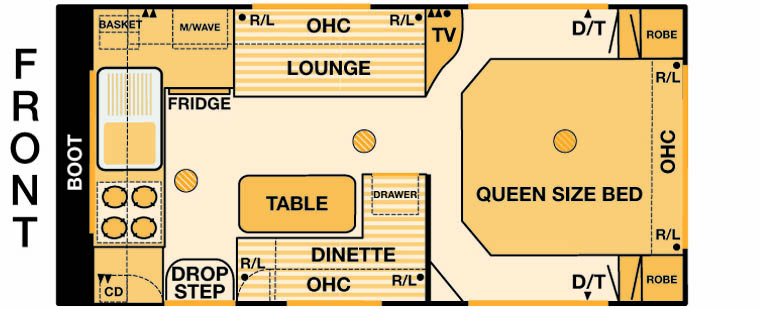 FRONT
BOOT
BASKET
M/WAVE
FRIDGE
R/L OHC R/L
LOUNGE
TV
D/T
ROBE
R/L
OHC
QUEEN SIZE BED
R/L
TABLE
DRAWER
DINETTE
R/L
OHC R/L
DROP
STEP
CD
D/T
ROBE